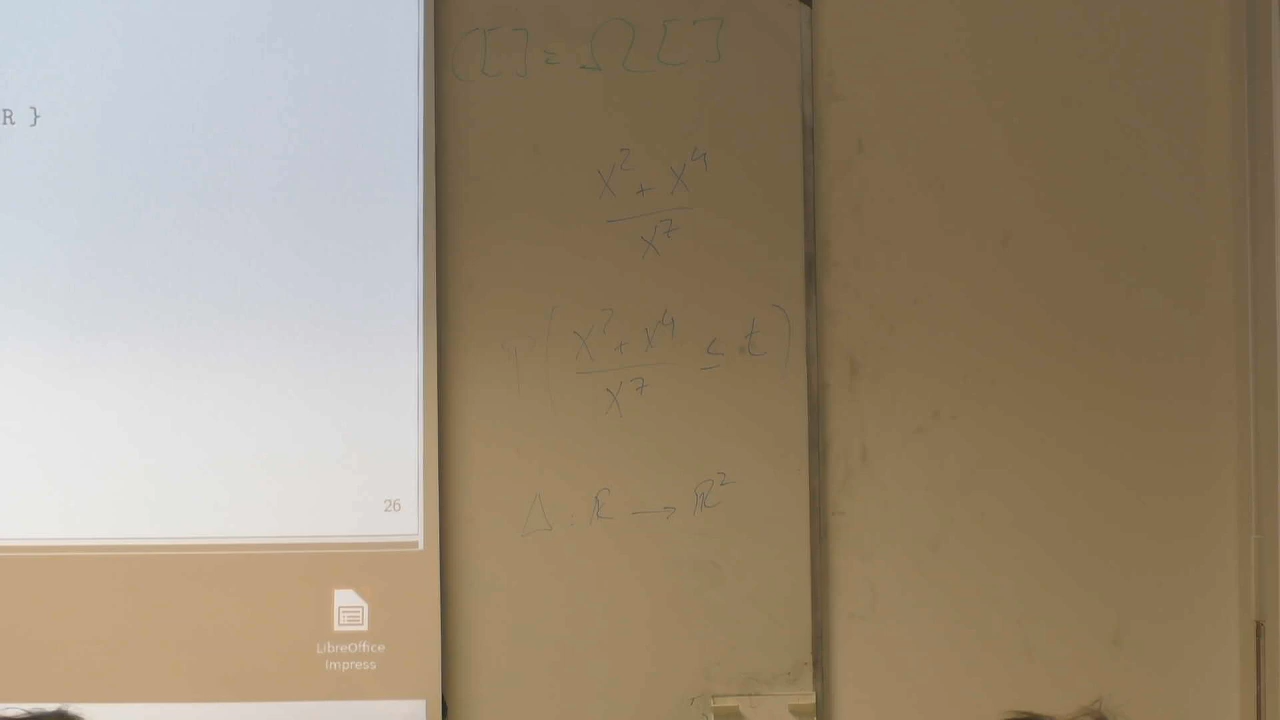 R }
26
LibreOffice
Impress
[] = Ω[]
X² + X⁴
X⁷
P(X² + X⁴ ≤ t)
X⁷
Δ : ℝ → ℝ²